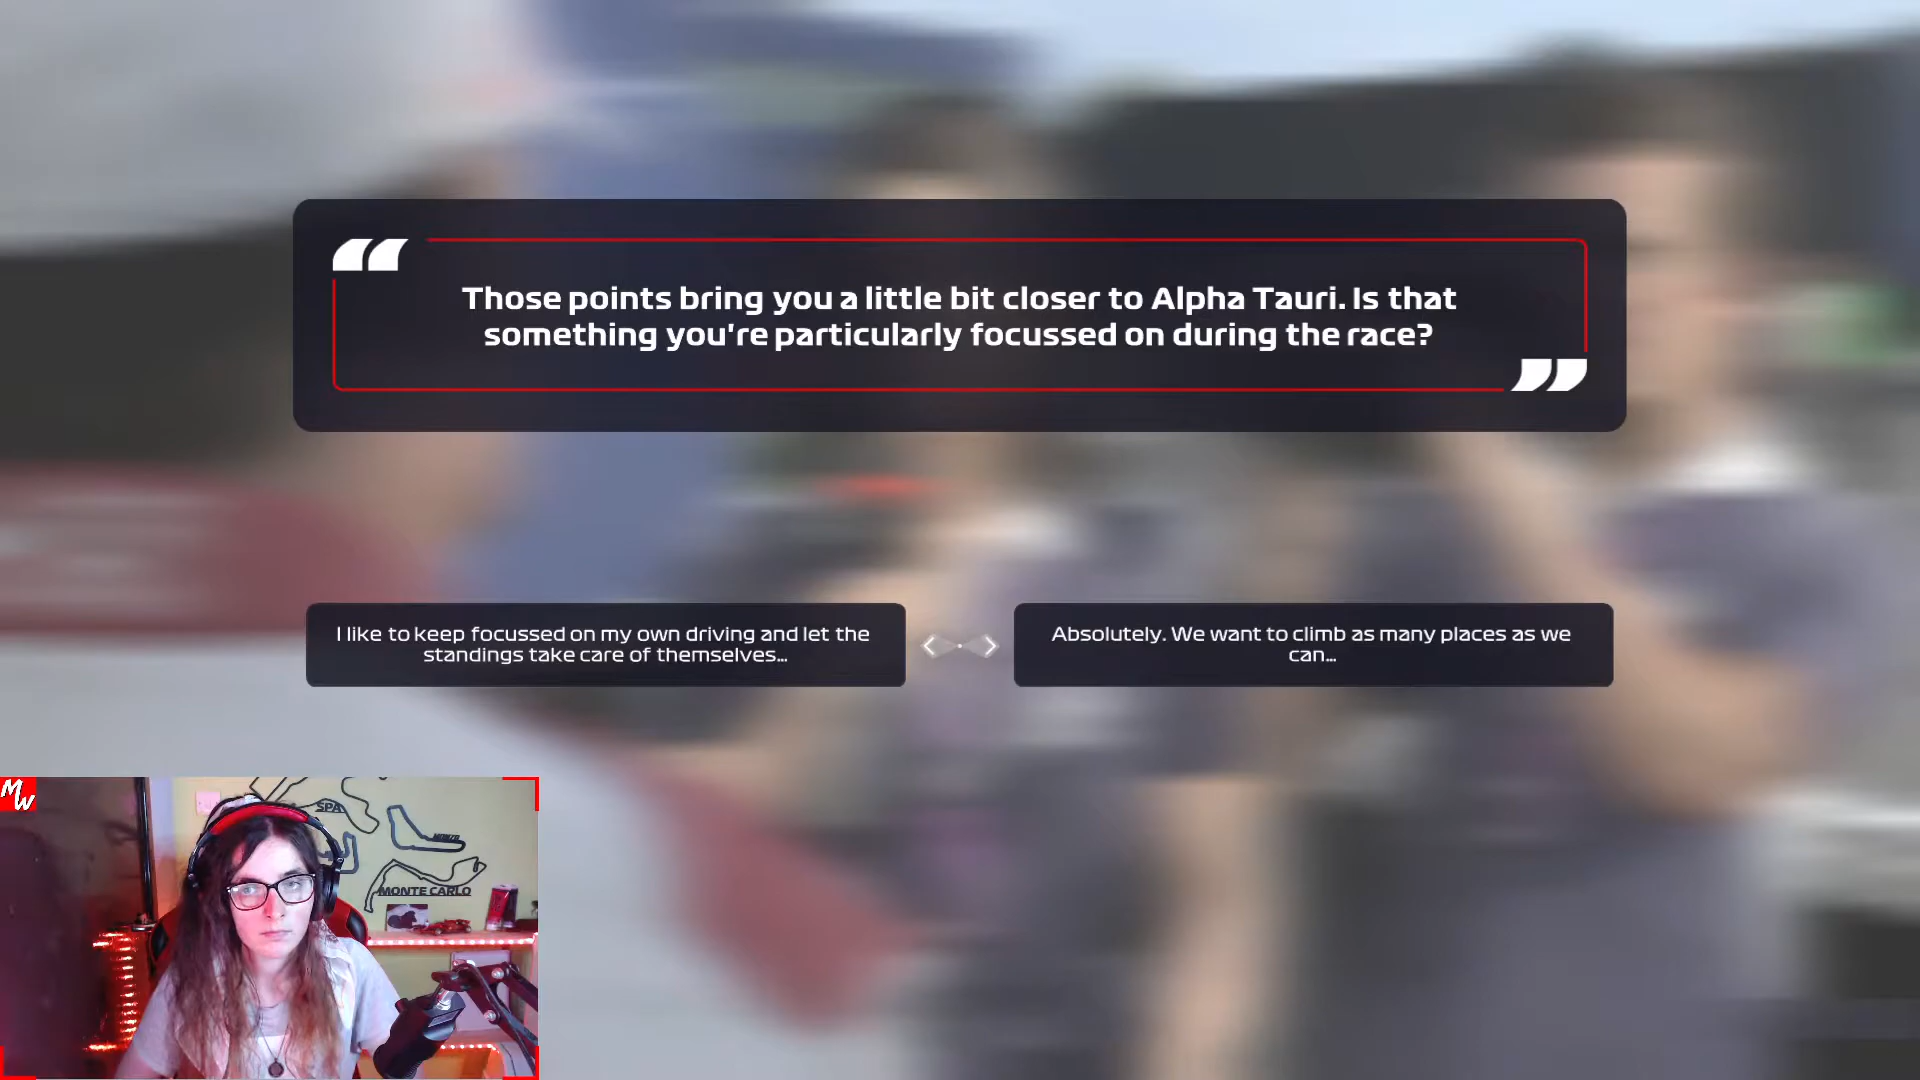 Those points bring you a little bit closer to Alpha Tauri. Is that
something you're particularly focussed on during the race?
I like to keep focussed on my own driving and let the
standings take care of themselves...
Absolutely. We want to climb as many places as we
can...
MW
SPA
MONZA
MONTE CARLO